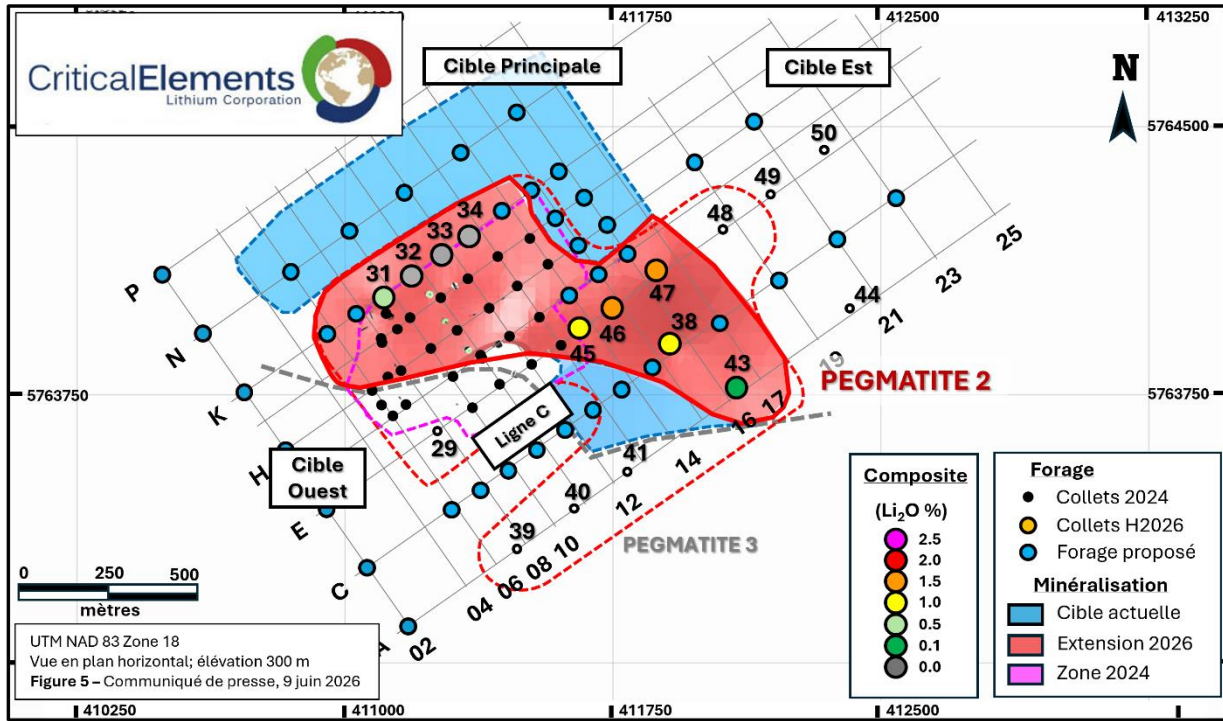 411750
412500
413250
CriticalElements
Lithium Corporation
Cible Principale
Cible Est
N
5764500
50
49
48
34
33
32
31
47
46
45
38
43
44
25
23
21
19
17
16
14
12
10
08
06
04
02
P
N
K
H
E
C
A
5763750
PEGMATITE 2
Ligne C
29
41
40
39
Cible
Ouest
PEGMATITE 3
0 250 500
mètres
UTM NAD 83 Zone 18
Vue en plan horizontal; élévation 300 m
Figure 5 – Communiqué de presse, 9 juin 2026
Composite
(Li2O %)
2.5
2.0
1.5
1.0
0.5
0.1
0.0
Forage
Collets 2024
Collets H2026
Forage proposé
Minéralisation
Cible actuelle
Extension 2026
Zone 2024
410250
411000
411750
412500